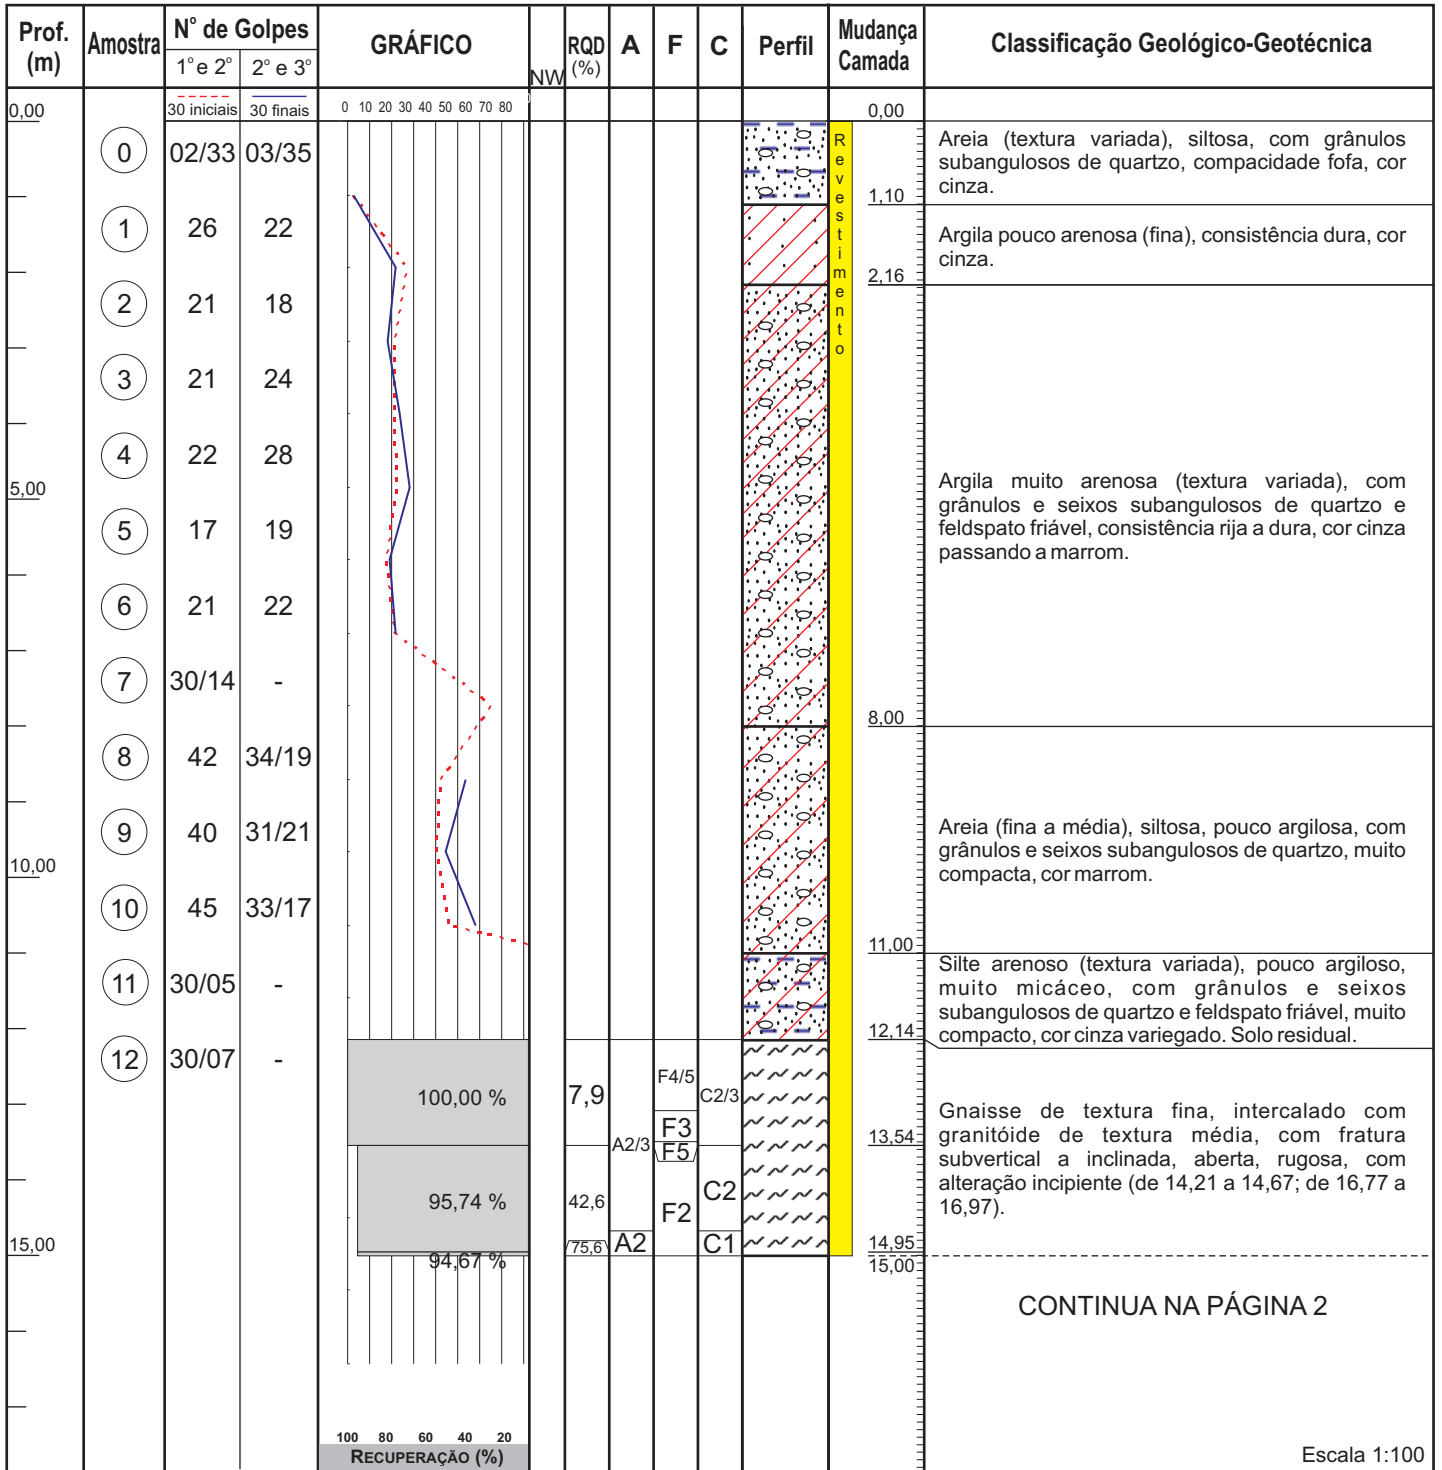 Prof. (m)
Amostra
N° de Golpes
1° e 2°
2° e 3°
GRÁFICO
NW
RQD (%)
A
F
C
Perfil
Mudança Camada
Classificação Geológico-Geotécnica
30 iniciais
30 finais
0 10 20 30 40 50 60 70 80
0,00
0,00
0 02/33 03/35
1 26 22
2 21 18
3 21 24
4 22 28
5,00
5 17 19
6 21 22
7 30/14 -
8 42 34/19
9 40 31/21
10,00
10 45 33/17
11 30/05 -
12 30/07 -
15,00
100,00 %
95,74 %
94,67 %
7,9
42,6
75,6
A2/3
A2
F4/5
F3
F5
F2
C2/3
C2
C1
Revestimento
1,10
2,16
8,00
11,00
12,14
13,54
14,95
15,00
Areia (textura variada), siltosa, com grânulos
subangulosos de quartzo, compacidade fofa, cor
cinza.
Argila pouco arenosa (fina), consistência dura, cor
cinza.
Argila muito arenosa (textura variada), com
grânulos e seixos subangulosos de quartzo e
feldspato friável, consistência rija a dura, cor cinza
passando a marrom.
Areia (fina a média), siltosa, pouco argilosa, com
grânulos e seixos subangulosos de quartzo, muito
compacta, cor marrom.
Silte arenoso (textura variada), pouco argiloso,
muito micáceo, com grânulos e seixos
subangulosos de quartzo e feldspato friável, muito
compacto, cor cinza variegado. Solo residual.
Gnaisse de textura fina, intercalado com
granitóide de textura média, com fratura
subvertical a inclinada, aberta, rugosa, com
alteração incipiente (de 14,21 a 14,67; de 16,77 a
16,97).
CONTINUA NA PÁGINA 2
100 80 60 40 20
RECUPERAÇÃO (%)
Escala 1:100